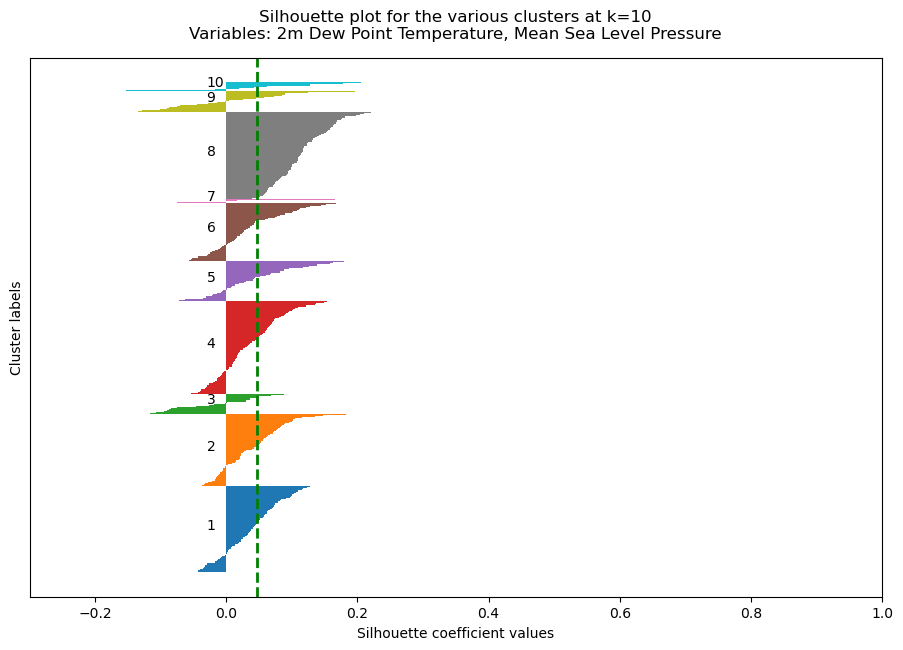 Silhouette plot for the various clusters at k=10
Variables: 2m Dew Point Temperature, Mean Sea Level Pressure
10
9
8
7
6
5
4
3
2
1
Cluster labels
−0.2 0.0 0.2 0.4 0.6 0.8 1.0
Silhouette coefficient values